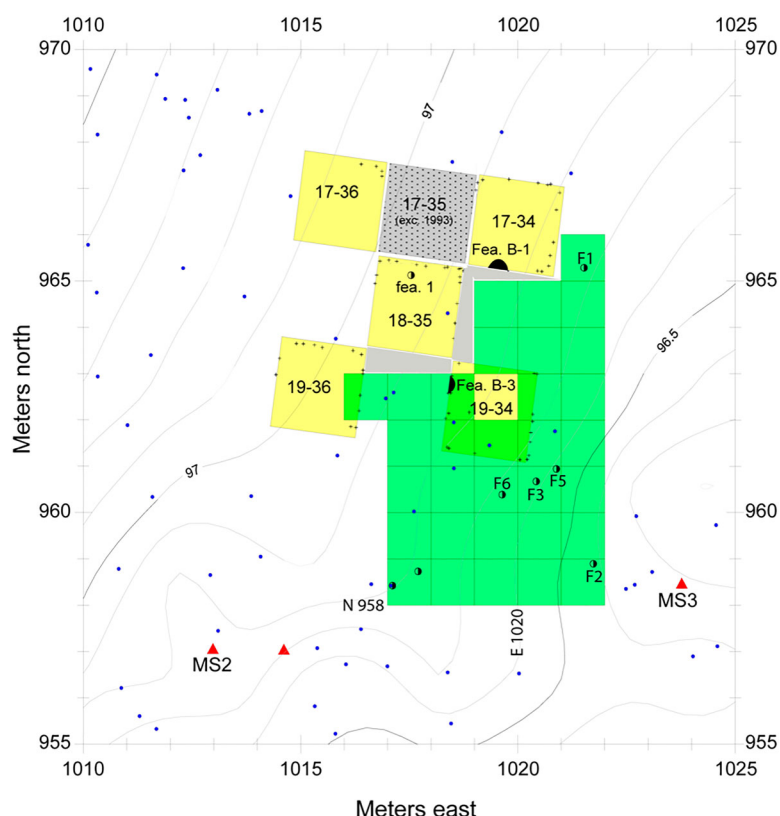 1010 1015 1020 1025
970 970
97
17-36
17-35
(exc. 1993)
17-34
Fea. B-1
F1
965 965
fea. 1
18-35
96.5
19-36
Fea. B-3
19-34
Meters north
97
F6
F3
F5
960 960
F2
N 958
MS3
E 1020
MS2
955 955
1010 1015 1020 1025
Meters east